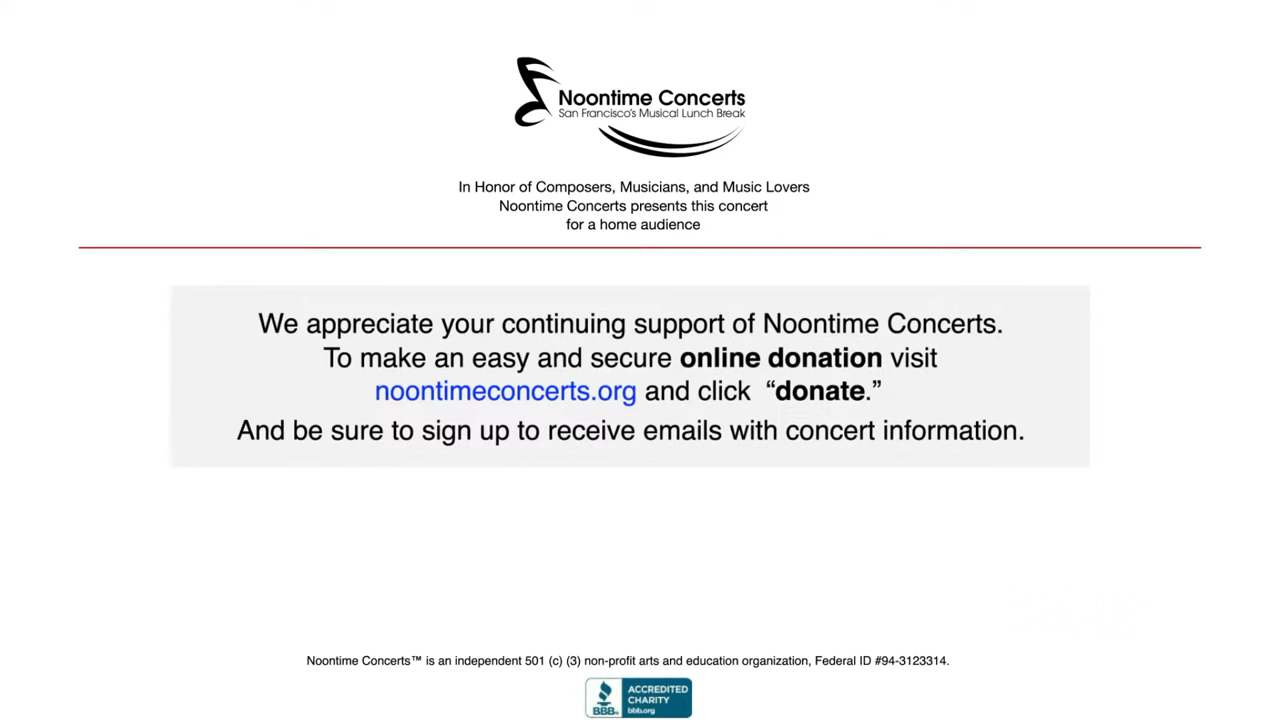 Noontime Concerts
San Francisco's Musical Lunch Break
In Honor of Composers, Musicians, and Music Lovers
Noontime Concerts presents this concert
for a home audience
We appreciate your continuing support of Noontime Concerts.
To make an easy and secure online donation visit
noontimeconcerts.org and click “donate.”
And be sure to sign up to receive emails with concert information.
Noontime Concerts™ is an independent 501 (c) (3) non-profit arts and education organization, Federal ID #94-3123314.
BBB.
ACCREDITED
CHARITY
bbb.org